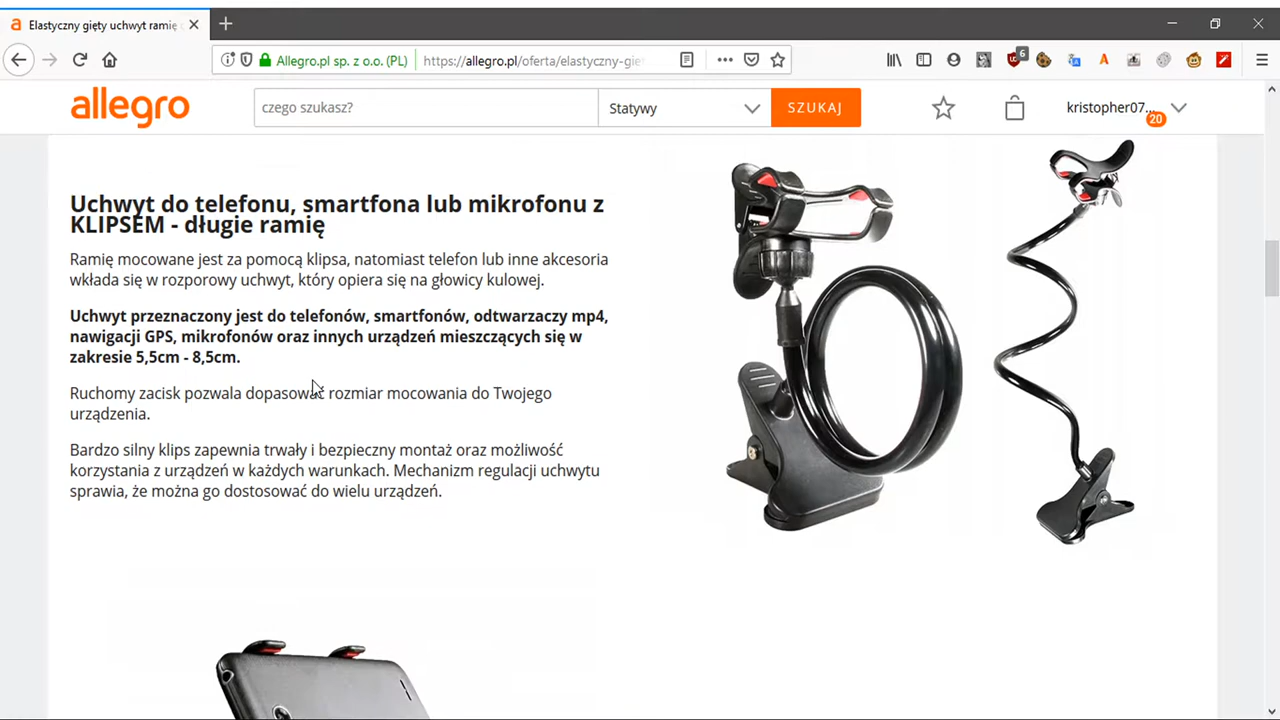 Elastyczny gięty uchwyt ramię
Allegro.pl sp. z o.o. (PL)
https://allegro.pl/oferta/elastyczny-gię
6
allegro
czego szukasz?
Statywy
SZUKAJ
kristopher07...
20
Uchwyt do telefonu, smartfona lub mikrofonu z
KLIPSEM - długie ramię
Ramię mocowane jest za pomocą klipsa, natomiast telefon lub inne akcesoria
wkłada się w rozporowy uchwyt, który opiera się na głowicy kulowej.
Uchwyt przeznaczony jest do telefonów, smartfonów, odtwarzaczy mp4,
nawigacji GPS, mikrofonów oraz innych urządzeń mieszczących się w
zakresie 5,5cm - 8,5cm.
Ruchomy zacisk pozwala dopasować rozmiar mocowania do Twojego
urządzenia.
Bardzo silny klips zapewnia trwały i bezpieczny montaż oraz możliwość
korzystania z urządzeń w każdych warunkach. Mechanizm regulacji uchwytu
sprawia, że można go dostosować do wielu urządzeń.